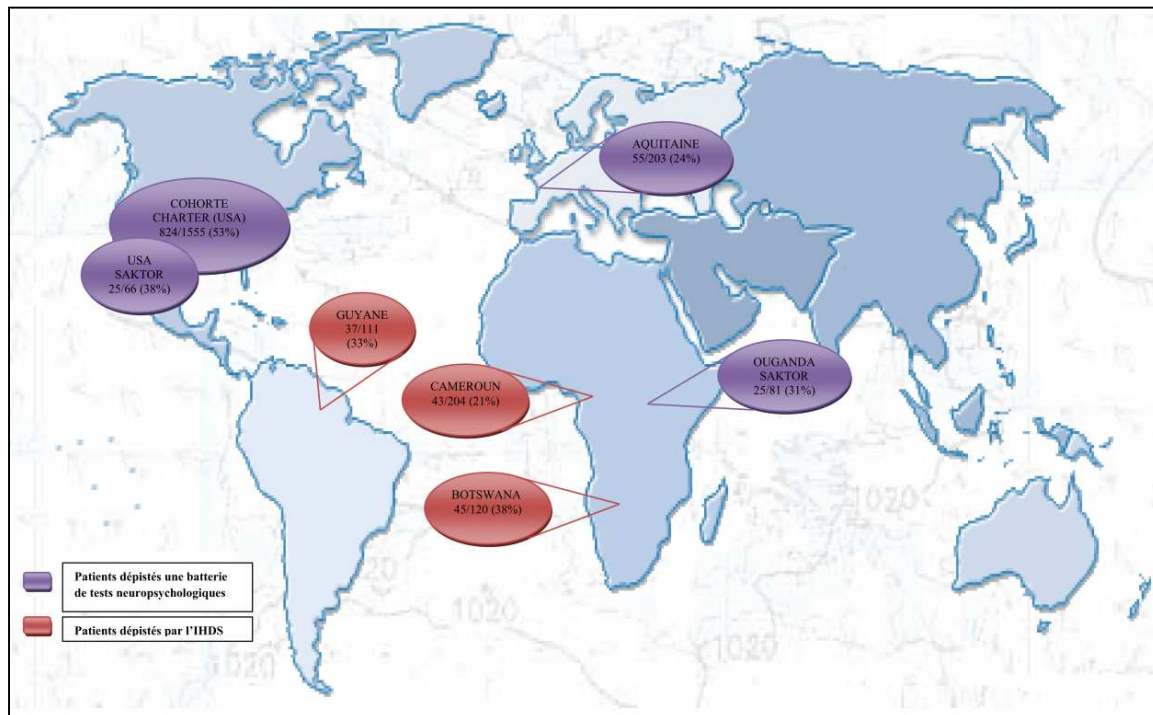 AQUITAINE
55/203 (24%)
COHORTE
CHARTER (USA)
824/1555 (53%)
USA
SAKTOR
25/66 (38%)
GUYANE
37/111
(33%)
CAMEROUN
43/204 (21%)
OUGANDA
SAKTOR
25/81 (31%)
BOTSWANA
45/120 (38%)
Patients dépistés une batterie
de tests neuropsychologiques
Patients dépistés par l'IHDS
1020
1020
1020
1020
1020